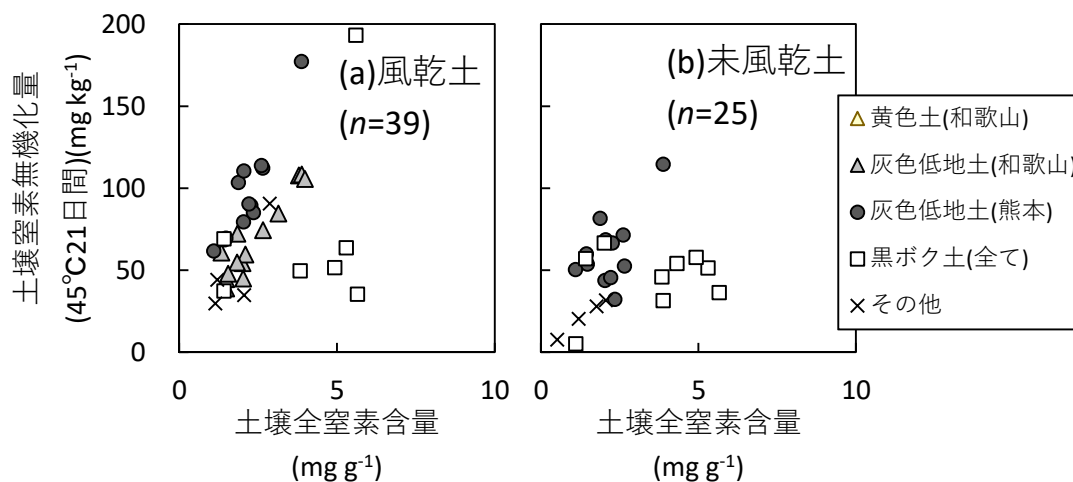 土壌窒素無機化量
(45℃21日間)(mg kg-1)
200
150
100
50
0
(a)風乾土
(n=39)
0 5 10
土壌全窒素含量
(mg g-1)
(b)未風乾土
(n=25)
0 5 10
土壌全窒素含量
(mg g-1)
黄色土(和歌山)
灰色低地土(和歌山)
灰色低地土(熊本)
黒ボク土(全て)
その他